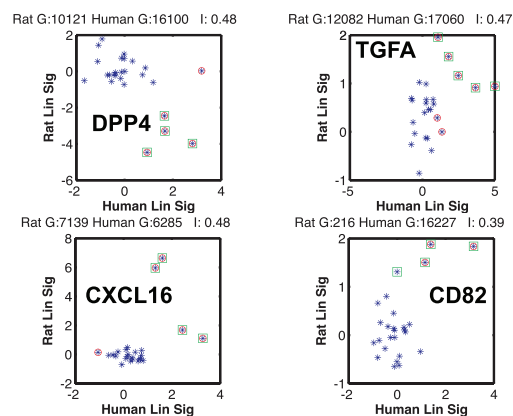 Rat G:10121 Human G:16100 I: 0.48
Rat G:12082 Human G:17060 I: 0.47
2
0
-2
-4
-6
Rat Lin Sig
DPP4
-4 -2 0 2 4
Human Lin Sig
2
1
0
-1
Rat Lin Sig
TGFA
-5 0 5
Human Lin Sig
Rat G:7139 Human G:6285 I: 0.48
Rat G:216 Human G:16227 I: 0.39
8
6
4
2
0
-2
Rat Lin Sig
CXCL16
-2 0 2 4
Human Lin Sig
2
1
0
-1
Rat Lin Sig
CD82
-2 0 2 4
Human Lin Sig